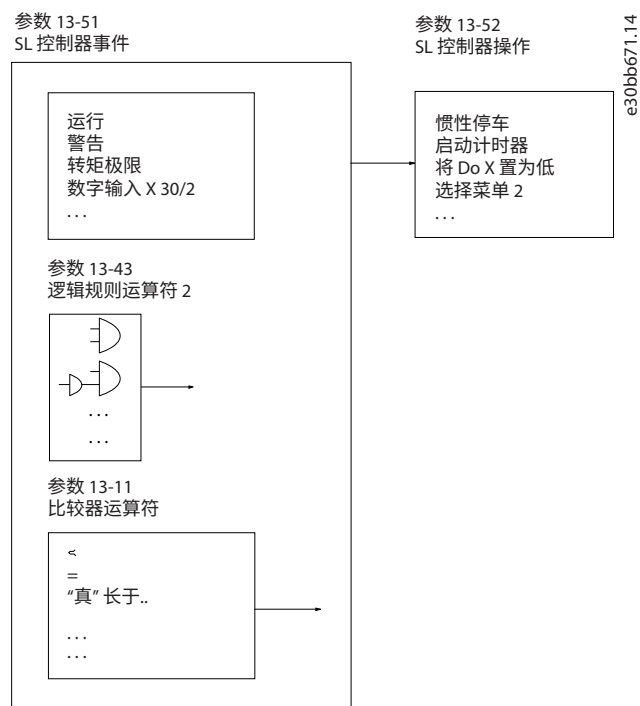 参数 13-51
SL 控制器事件
参数 13-52
SL 控制器操作
e30bb671.14
运行
警告
转矩极限
数字输入 X 30/2
. . .
惯性停车
启动计时器
将 Do X 置为低
选择菜单 2
. . .
参数 13-43
逻辑规则运算符 2
. . .
. . .
参数 13-11
比较器运算符
=
“真” 长于..
. . .
. . .